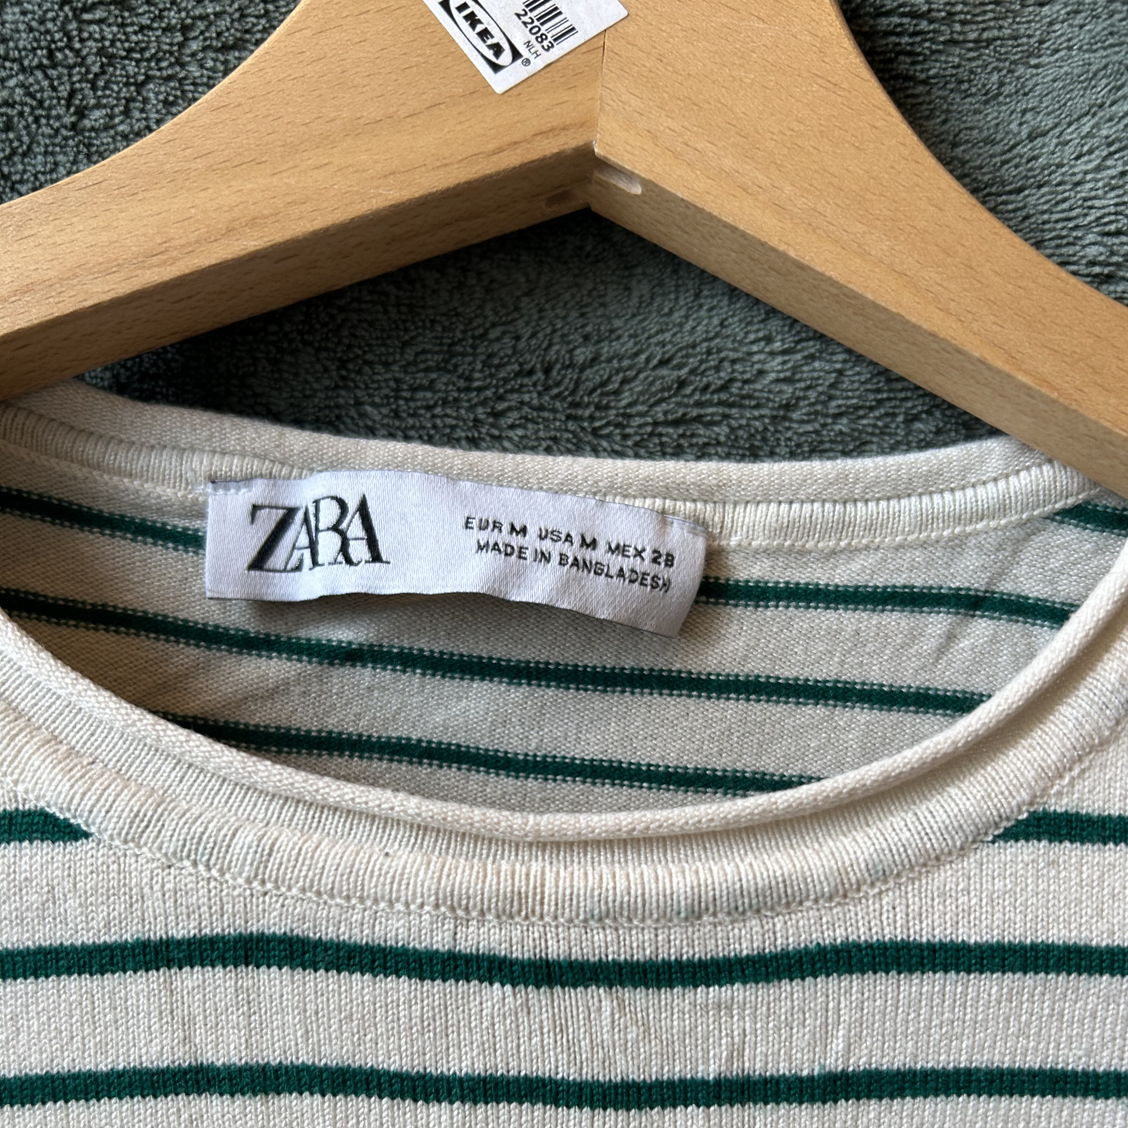 22083
NLH
IKEA®
ZARA
EUR M USA M MEX 28
MADE IN BANGLADESH